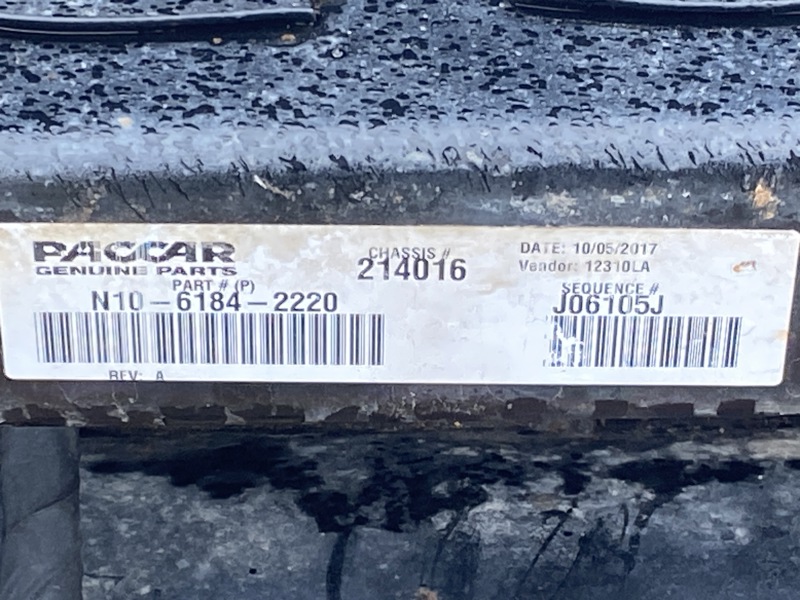 PACCAR
GENUINE PARTS
PART # (P)
N10-6184-2220
REV: A
CHASSIS #
214016
DATE: 10/05/2017
Vendor: 12310LA
SEQUENCE #
J06105J